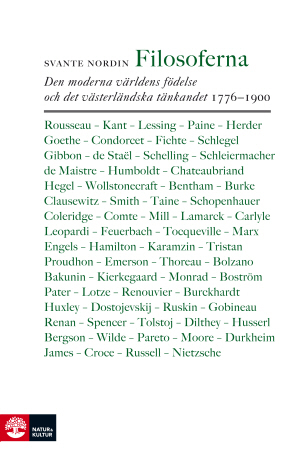 SVANTE NORDIN Filosoferna
Den moderna världens födelse
och det västerländska tänkandet 1776–1900
Rousseau – Kant – Lessing – Paine – Herder
Goethe – Condorcet – Fichte – Schlegel
Gibbon – de Staël – Schelling – Schleiermacher
de Maistre – Humboldt – Chateaubriand
Hegel – Wollstonecraft – Bentham – Burke
Clausewitz – Smith – Taine – Schopenhauer
Coleridge – Comte – Mill – Lamarck – Carlyle
Leopardi – Feuerbach – Tocqueville – Marx
Engels – Hamilton – Karamzin – Tristan
Proudhon – Emerson – Thoreau – Bolzano
Bakunin – Kierkegaard – Monrad – Boström
Pater – Lotze – Renouvier – Burckhardt
Huxley – Dostojevskij – Ruskin – Gobineau
Renan – Spencer – Tolstoj – Dilthey – Husserl
Bergson – Wilde – Pareto – Moore – Durkheim
James – Croce – Russell – Nietzsche
NATUR &
KULTUR